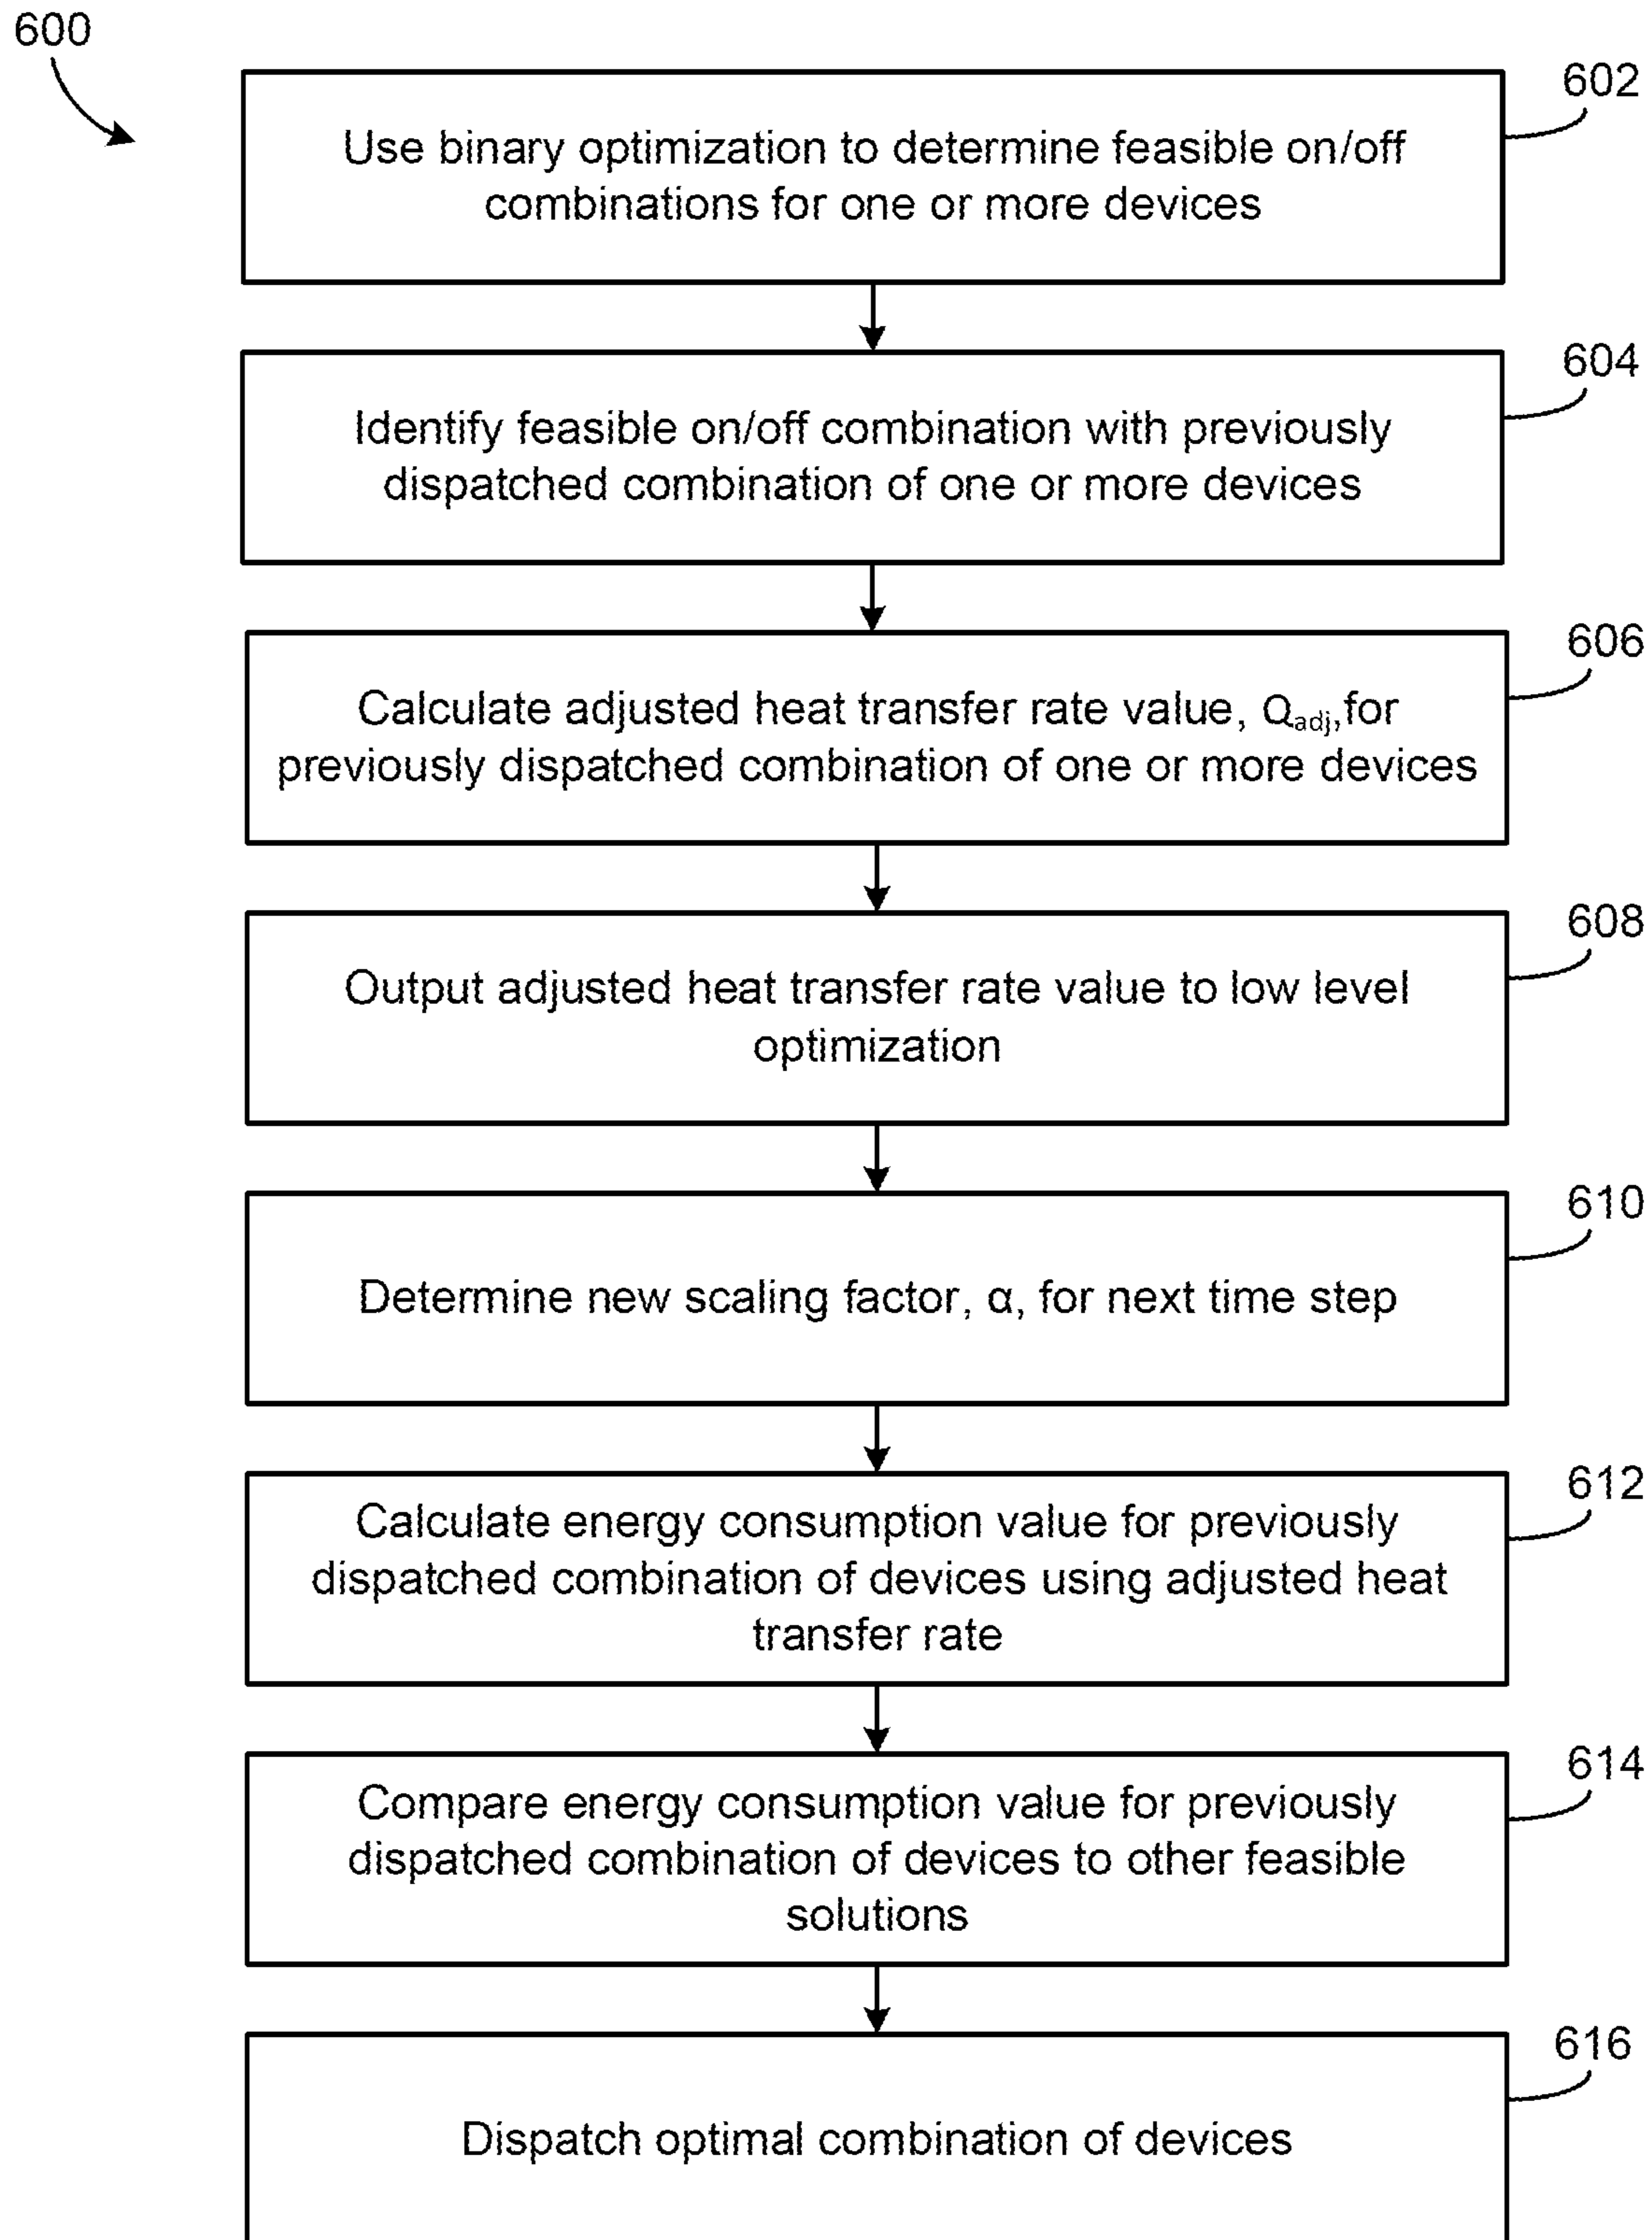 600
602
Use binary optimization to determine feasible on/off
combinations for one or more devices
604
Identify feasible on/off combination with previously
dispatched combination of one or more devices
606
Calculate adjusted heat transfer rate value, Qadj,for
previously dispatched combination of one or more devices
608
Output adjusted heat transfer rate value to low level
optimization
610
Determine new scaling factor, α, for next time step
612
Calculate energy consumption value for previously
dispatched combination of devices using adjusted heat
transfer rate
614
Compare energy consumption value for previously
dispatched combination of devices to other feasible
solutions
616
Dispatch optimal combination of devices